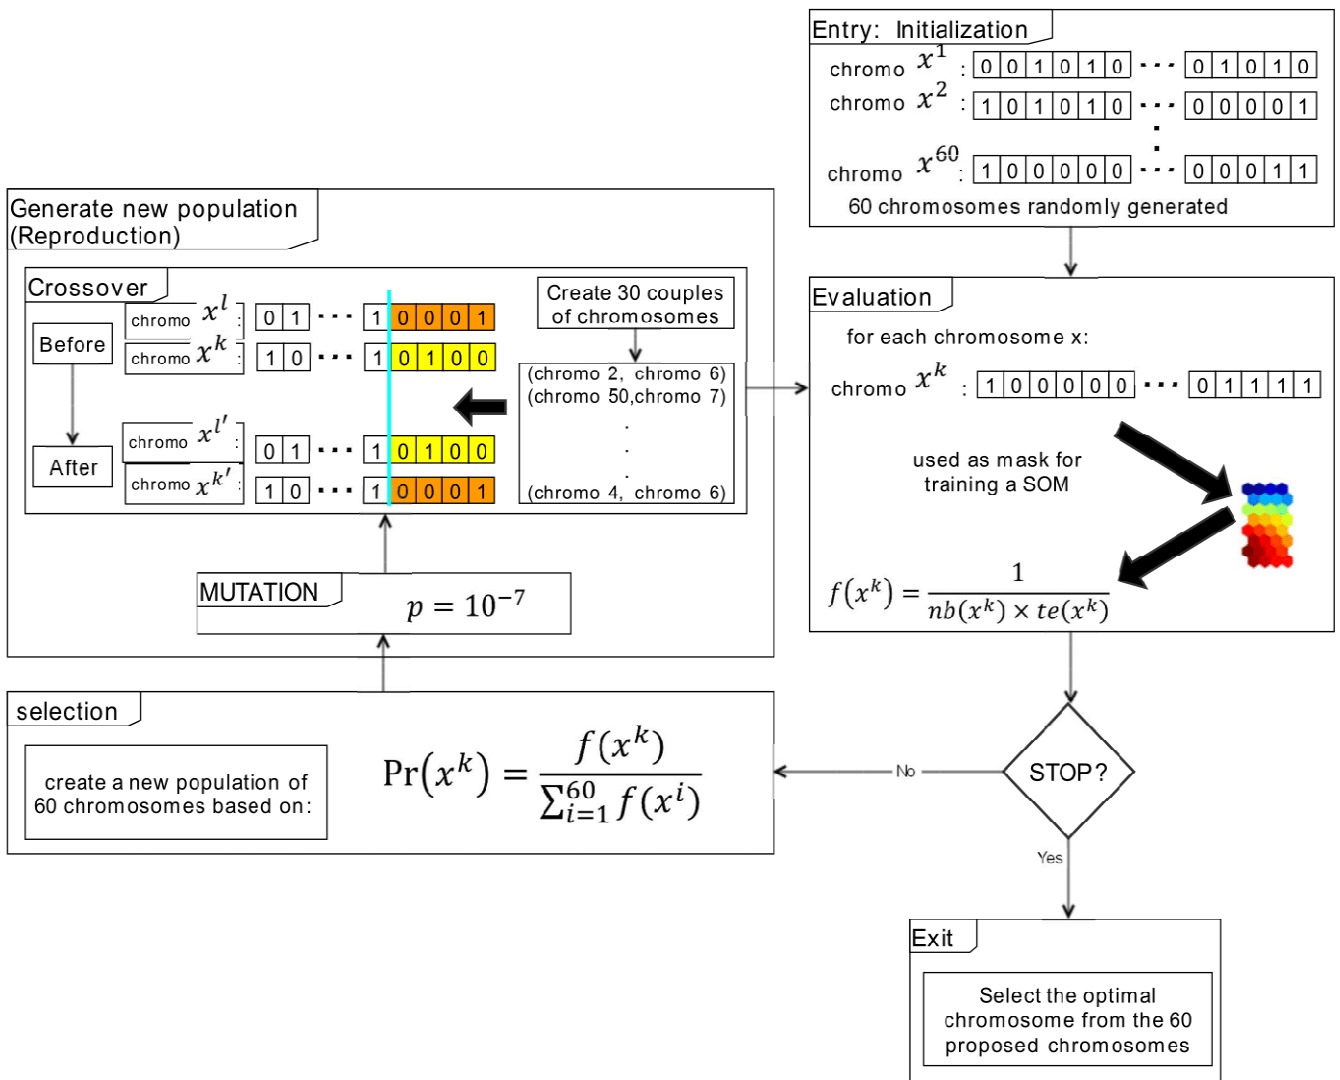 Entry: Initialization
chromo x^1 : 0 0 1 0 1 0 ··· 0 1 0 1 0
chromo x^2 : 1 0 1 0 1 0 ··· 0 0 0 0 1
chromo x^60 : 1 0 0 0 0 0 ··· 0 0 0 1 1
60 chromosomes randomly generated
Generate new population
(Reproduction)
Crossover
Before
chromo x^l : 0 1 ··· 1 0 0 0 1
chromo x^k : 1 0 ··· 1 0 1 0 0
After
chromo x^l' : 0 1 ··· 1 0 1 0 0
chromo x^k' : 1 0 ··· 1 0 0 0 1
Create 30 couples
of chromosomes
(chromo 2, chromo 6)
(chromo 50,chromo 7)
.
.
.
(chromo 4, chromo 6)
MUTATION
p = 10^-7
Evaluation
for each chromosome x:
chromo x^k : 1 0 0 0 0 0 ··· 0 1 1 1 1
used as mask for
training a SOM
f(x^k) = 1 / (nb(x^k) × te(x^k))
selection
create a new population of
60 chromosomes based on:
Pr(x^k) = f(x^k) / ∑_{i=1}^{60} f(x^i)
No
STOP?
Yes
Exit
Select the optimal
chromosome from the 60
proposed chromosomes